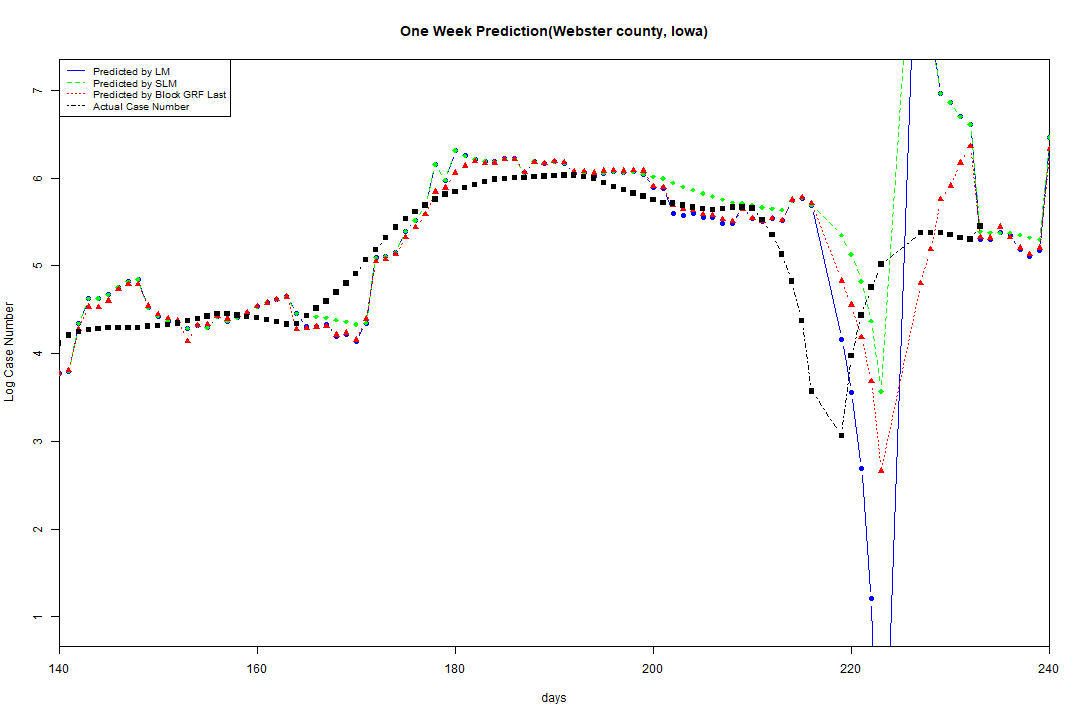 One Week Prediction(Webster county, Iowa)
Predicted by LM
Predicted by SLM
Predicted by Block GRF Last
Actual Case Number
Log Case Number
7
6
5
4
3
2
1
140 160 180 200 220 240
days